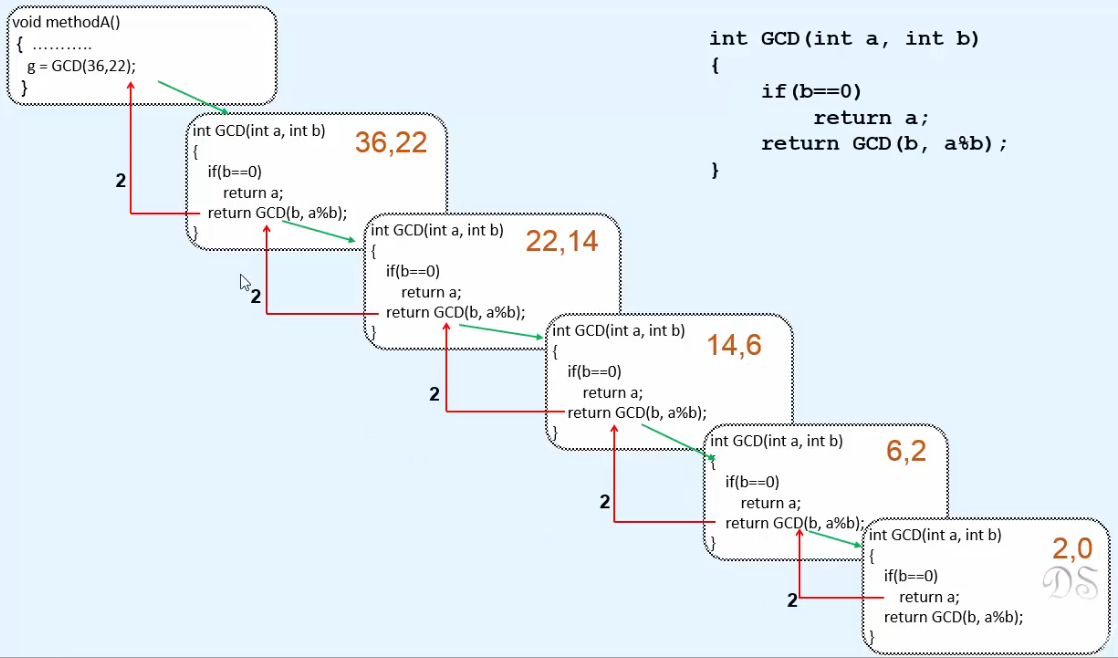 void methodA()
{ ...........
g = GCD(36,22);
}
int GCD(int a, int b)
{
if(b==0)
return a;
return GCD(b, a%b);
}
2
int GCD(int a, int b)
36,22
{
if(b==0)
return a;
return GCD(b, a%b);
}
2
int GCD(int a, int b)
22,14
{
if(b==0)
return a;
return GCD(b, a%b);
}
2
int GCD(int a, int b)
14,6
{
if(b==0)
return a;
return GCD(b, a%b);
}
2
int GCD(int a, int b)
6,2
{
if(b==0)
return a;
return GCD(b, a%b);
}
2
int GCD(int a, int b)
2,0
{
if(b==0)
return a;
return GCD(b, a%b);
}
DS